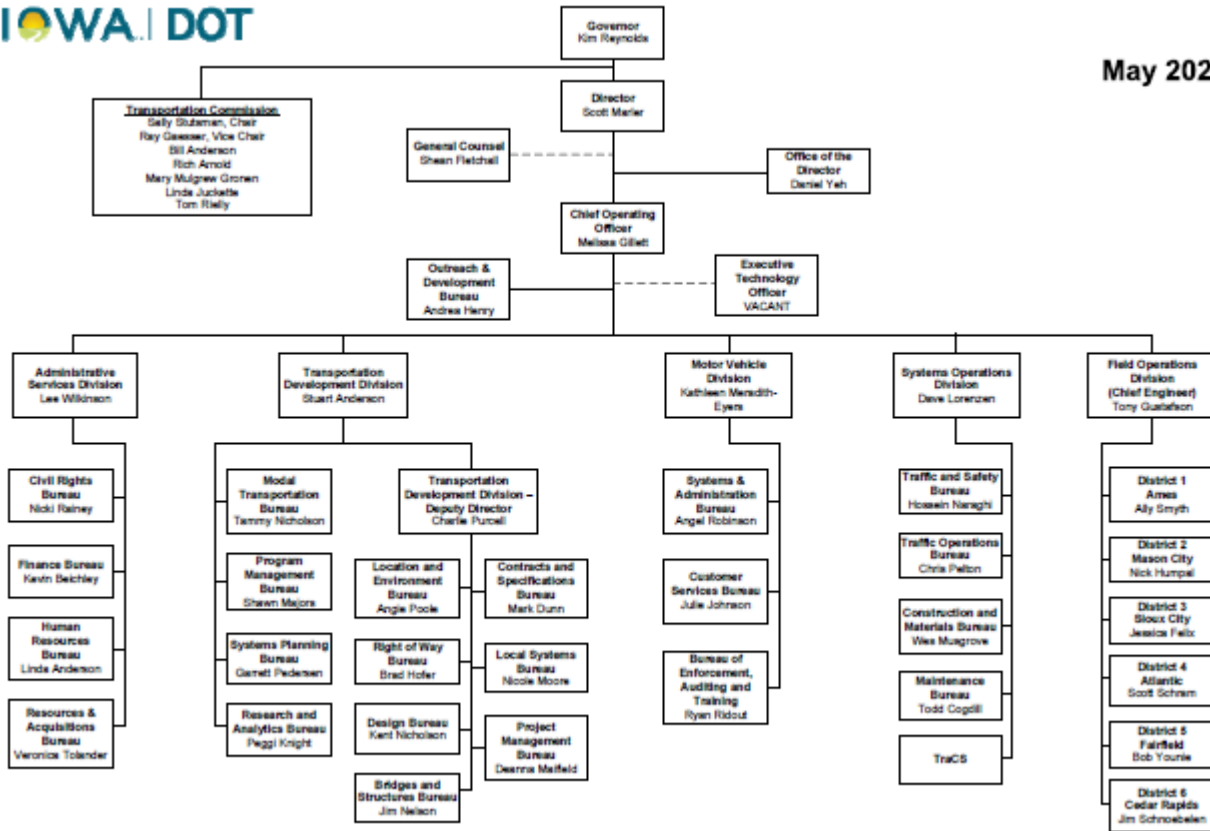 IOWA DOT
May 202
Governor
Kim Reynolds
Transportation Commission
Sally Stutsman, Chair
Ray Gaesser, Vice Chair
Bill Anderson
Rich Arnold
Mary Mulgrew Gronen
Linda Juckette
Tom Rielly
Director
Scott Marler
General Counsel
Shean Fletchall
Office of the
Director
Daniel Yeh
Chief Operating
Officer
Melissa Gillett
Outreach &
Development
Bureau
Andrea Henry
Executive
Technology
Officer
VACANT
Administrative
Services Division
Lee Wilkinson
Transportation
Development Division
Stuart Anderson
Motor Vehicle
Division
Kathleen Meradith-
Eyers
Systems Operations
Division
Dave Lorenzen
Field Operations
Division
(Chief Engineer)
Tony Gustafson
Civil Rights
Bureau
Nicki Rainey
Finance Bureau
Kevin Beichley
Human
Resources
Bureau
Linda Anderson
Resources &
Acquisitions
Bureau
Veronica Tolander
Modal
Transportation
Bureau
Tammy Nicholson
Program
Management
Bureau
Shawn Majors
Systems Planning
Bureau
Garrett Pedersen
Research and
Analytics Bureau
Peggi Knight
Transportation
Development Division –
Deputy Director
Charlie Purcell
Location and
Environment
Bureau
Angie Poole
Right of Way
Bureau
Brad Hofer
Design Bureau
Kent Nicholson
Bridges and
Structures Bureau
Jim Nelson
Contracts and
Specifications
Bureau
Mark Dunn
Local Systems
Bureau
Nicole Moore
Project
Management
Bureau
Deanna Maifield
Systems &
Administration
Bureau
Angel Robinson
Customer
Services Bureau
Julie Johnson
Bureau of
Enforcement,
Auditing and
Training
Ryan Ridout
Traffic and Safety
Bureau
Hossein Naraghi
Traffic Operations
Bureau
Chris Pelton
Construction and
Materials Bureau
Wes Musgrove
Maintenance
Bureau
Todd Cogdill
TraCS
District 1
Ames
Ally Smyth
District 2
Mason City
Nick Humpal
District 3
Sioux City
Jessica Felix
District 4
Atlantic
Scott Schram
District 5
Fairfield
Bob Younie
District 6
Cedar Rapids
Jim Schnoebelen